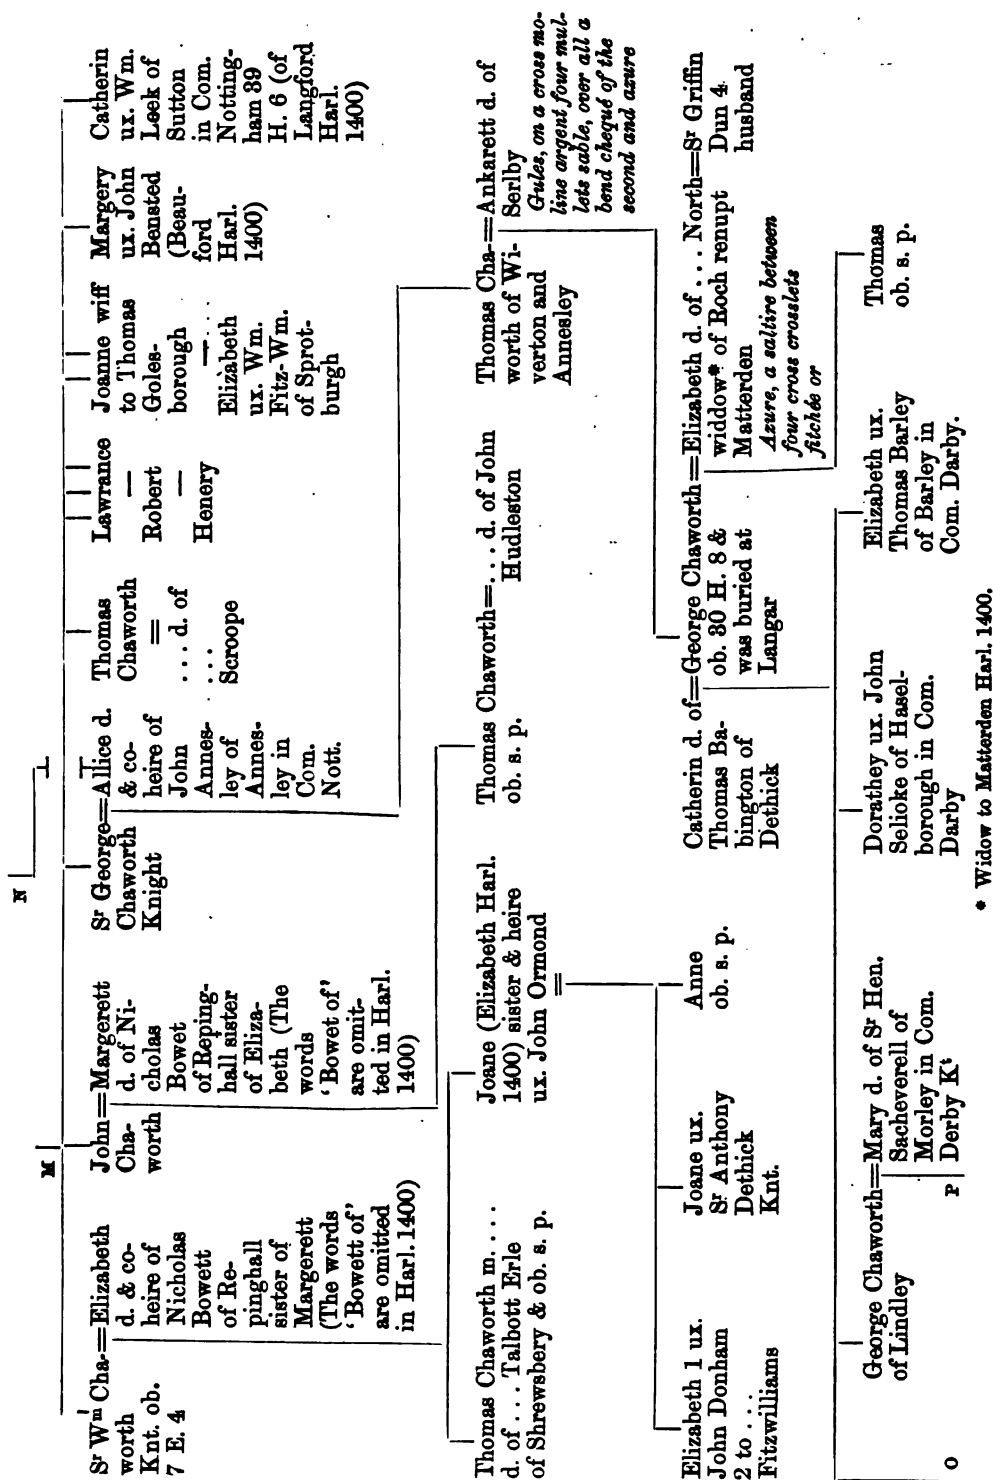 M
N
Sr Wm Cha-=Elizabeth
worth
Knt. ob.
7 E. 4
d. & co-
heire of
Nicholas
Bowett
of Re-
pinghall
sister of
Margerett
(The words
'Bowett of'
are omitted
in Harl. 1400)
John=Margerett
Cha-
worth
d. of Ni-
cholas
Bowet
of Reping-
hall sister
of Eliza-
beth (The
words
'Bowet of'
are omit-
ted in Harl.
1400)
Sr George=Allice d.
Chaworth
Knight
& co-
heire of
John
Annes-
ley of
Annes-
ley in
Com.
Nott.
Thomas
Chaworth
=
... d. of
...
Scroope
Lawrance
—
Robert
—
Henery
Joanne wiff
to Thomas
Goles-
borough
— ...
Elizabeth
ux. Wm.
Fitz-Wm.
of Sprot-
burgh
Margery
ux. John
Bensted
(Beau-
ford
Harl.
1400)
Catherin
ux. Wm.
Leek of
Sutton
in Com.
Notting-
ham 39
H. 6 (of
Langford
Harl.
1400)
Thomas Chaworth m....
d. of ... Talbott Erle
of Shrewsbery & ob. s. p.
Joane (Elizabeth Harl.
1400) sister & heire
ux. John Ormond
=
Thomas Chaworth=... d. of John
ob. s. p.
Hudleston
Thomas Cha-=Ankarett d. of
worth of Wi-
verton and
Annesley
Serlby
Gules, on a cross mo-
line argent four mul-
lets sable, over all a
bend chequé of the
second and azure
Elizabeth 1 ux.
John Donham
2 to ...
Fitzwilliams
Joane ux.
Sr Anthony
Dethick
Knt.
Anne
ob. s. p.
Catherin d. of=George Chaworth=Elizabeth d. of ... North=Sr Griffin
Thomas Ba-
bington of
Dethick
ob. 30 H. 8 &
was buried at
Langar
widdow* of Roch renupt
Matterden
Azure, a saltire between
four cross crosslets
fitchée or
Dun 4
husband
O
George Chaworth=Mary d. of Sr Hen.
of Lindley
Sacheverell of
Morley in Com.
Derby Kt
P
Dorathey ux. John
Selioke of Hasel-
borough in Com.
Darby
Elizabeth ux.
Thomas Barley
of Barley in
Com. Darby.
Thomas
ob. s. p.
* Widow to Matterden Harl. 1400.